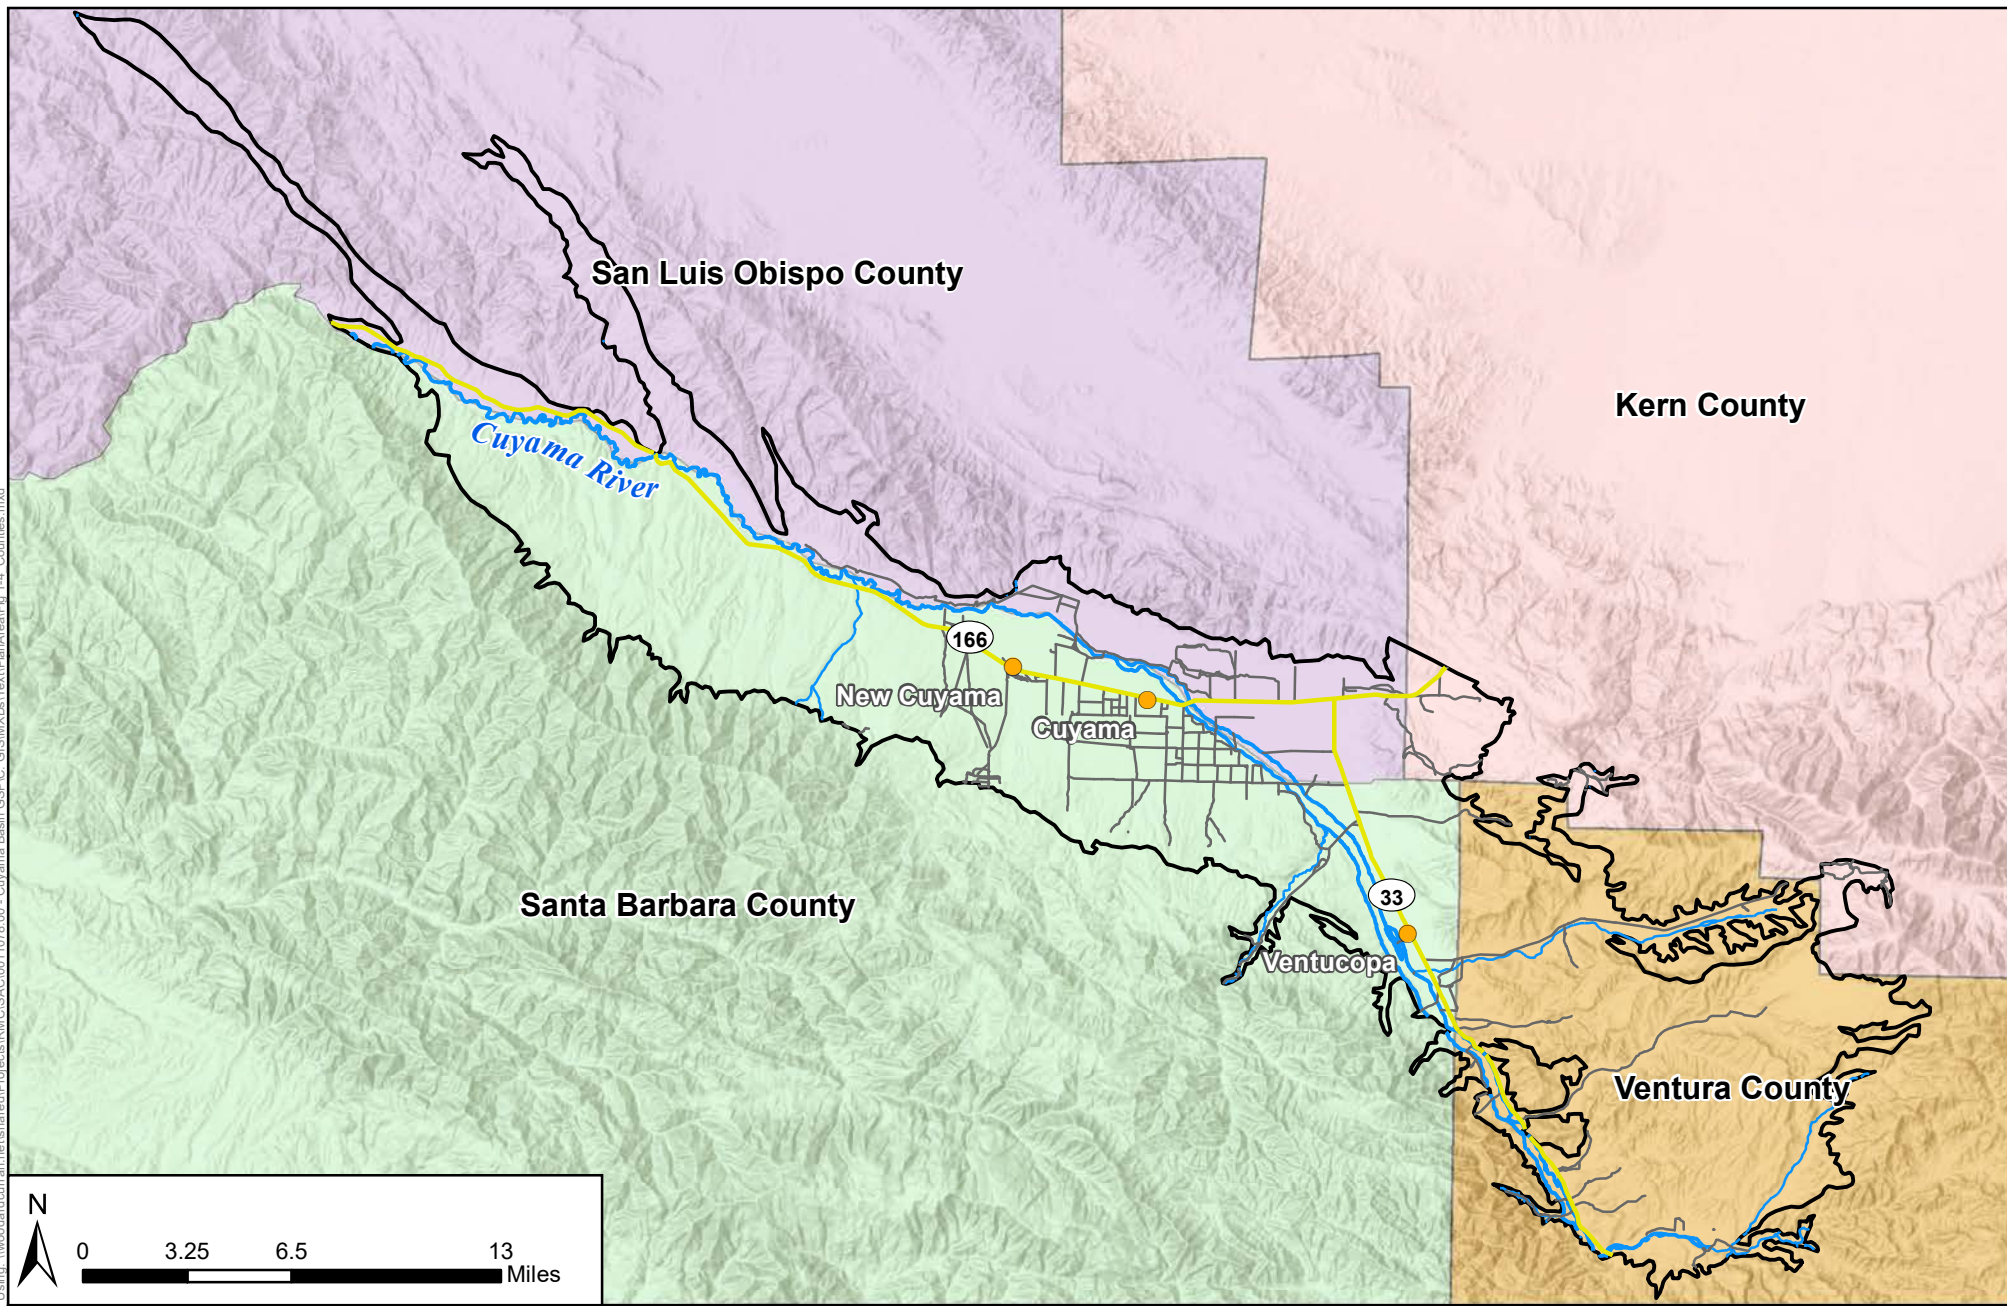 San Luis Obispo County
Kern County
Cuyama River
166
New Cuyama
Cuyama
Santa Barbara County
33
Ventucopa
Ventura County
N
0 3.25 6.5 13
Miles